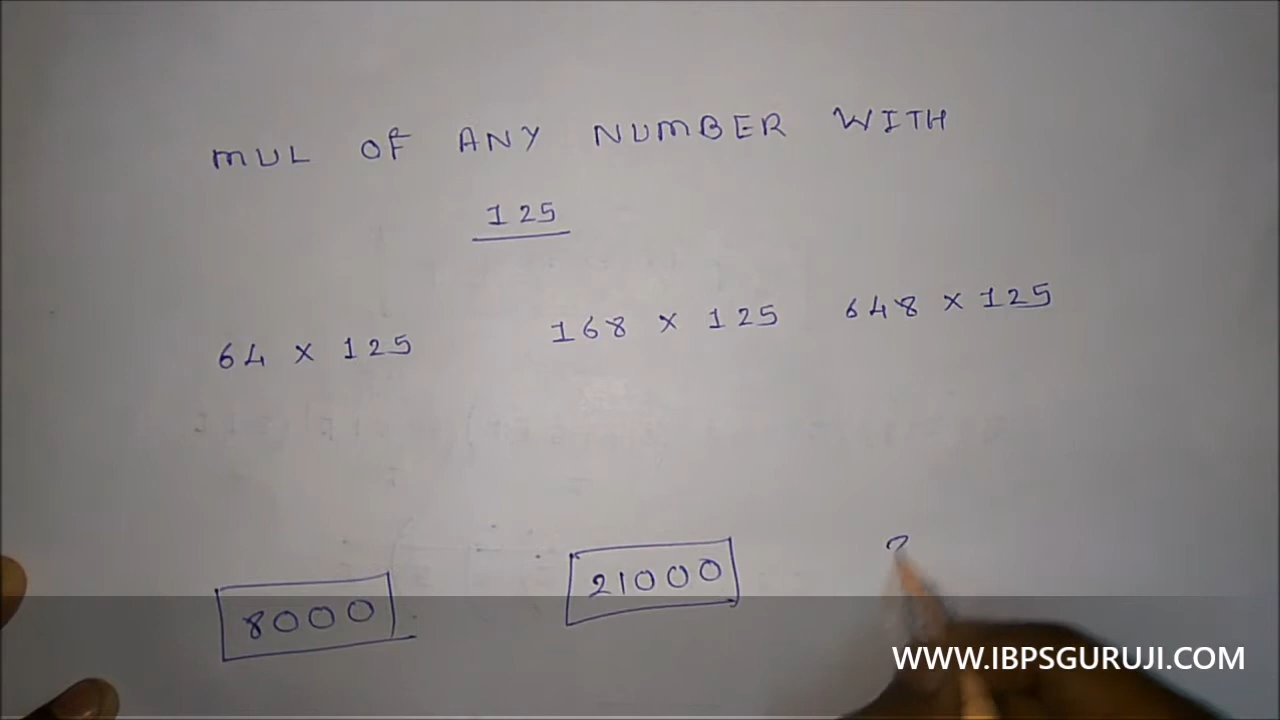 MUL OF ANY NUMBER WITH
125
64 x 125 168 x 125 648 x 125
8000 21000
WWW.IBPSGURUJI.COM